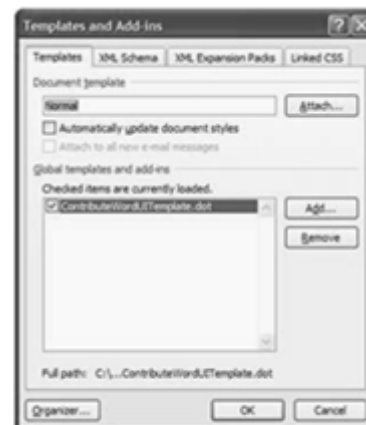 Templates and Add-ins
Templates XML Schema XML Expansion Packs Linked CSS
Document template
Normal Attach...
Automatically update document styles
Attach to all new e-mail messages
Global templates and add-ins
Checked items are currently loaded.
ContributeWordUITemplate.dot Add...
Remove
Full path: C:\...ContributeWordUITemplate.dot
Organizer... OK Cancel